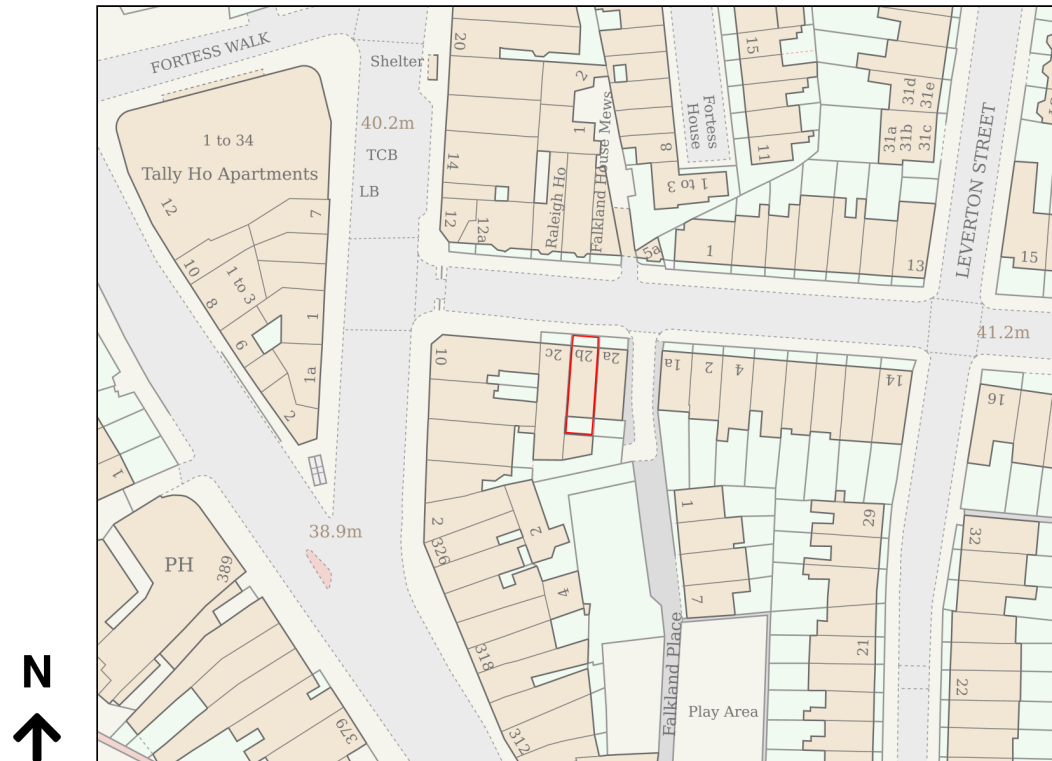 FORTESS WALK
Shelter
20
2
15
31d
31e
31a
31b
31c
LEVERTON STREET
40.2m
1 to 34
Tally Ho Apartments
TCB
LB
14
1
8
Fortess
House
11
1 to 3
12
7
12
12a
Raleigh Ho
Falkland House Mews
5a
1
13
15
10
1 to 3
8
6
1
1a
2
41.2m
10
2c
2b
2a
1a
2
4
14
16
1
38.9m
2
326
2
4
1
7
29
32
PH
389
318
21
22
Falkland Place
Play Area
379
312
N